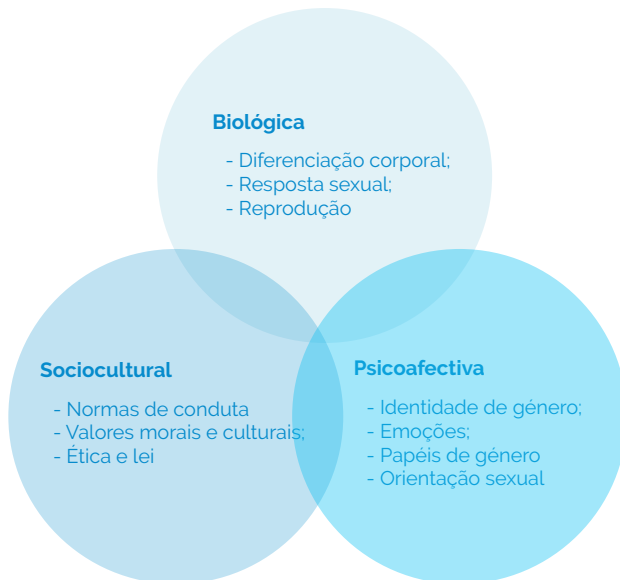 Biológica
- Diferenciação corporal;
- Resposta sexual;
- Reprodução
Sociocultural
- Normas de conduta
- Valores morais e culturais;
- Ética e lei
Psicoafectiva
- Identidade de género;
- Emoções;
- Papéis de género
- Orientação sexual